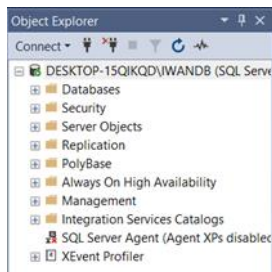 Object Explorer
Connect
DESKTOP-15QIKQD\IWANDB (SQL Serve
Databases
Security
Server Objects
Replication
PolyBase
Always On High Availability
Management
Integration Services Catalogs
SQL Server Agent (Agent XPs disabled
XEvent Profiler